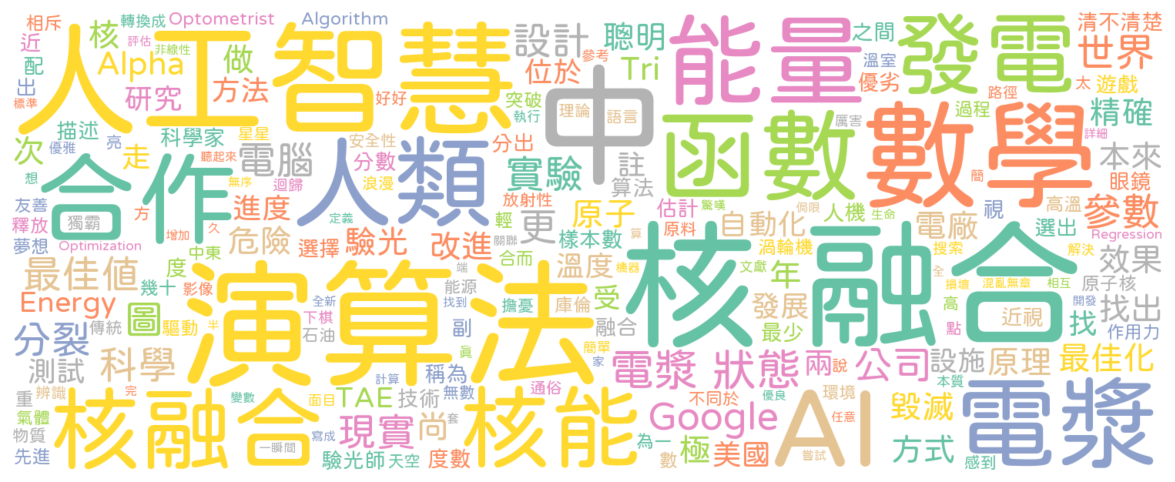 相斥 轉換成 Optometrist Algorithm
近 核 評估 非線性 做 設計 聰明 之間 清不清楚
配 Alpha 人工智慧 能量 發電 世界
出 研究 方法 好好 位於 Tri 溫室 優劣 太 遊戲
標準 參考 突破 中 理論 語言 路徑 過程 精確
描述 亮 科學家 星星 執行 厲害 詳細
優雅 聽起來 電腦 安全性 分出 函數 數學 本來
次 走 人類 分數 實驗 註 眼鏡
想 合作 無序 迴歸 浪漫 放射性 算法 簡
友善 方 進度 定義 輕 原子 估計 驚嘆 侷限 生命 參數
釋放 獨霸 久 更 原料 自動化 人機 視 高溫
夢想 Optimization 增加 危險 選擇 驗光 改進 關聯 算 樣本數 電廠 選出 Regression
最佳值 中東 合而 溫度 渦輪機 搜索 解決 效果
度 端 機器 文獻 年 全 損壞 混亂無章 相互 原子核
Energy 幾十 影像 演算法 能源 擔憂 庫倫 受 核融合 高 開發 找出
圖 全新 找到 發展 近視 找
分裂 傳統 驅動 半 下棋 石油 副 融合 最少 點 作用力
簡單 家
測試 科學 真 稱為 電漿 狀態 兩 說 公司 設施 原理 最佳化
重 辨識 完 計算 通俗 本質
氣體 變數 面目 TAE 技術 無數 不同於 優良 環境 毀滅
物質 核融合 現實 尚 套 核能 Google AI 任意 電漿
一瞬間 寫成 為一
先進 驗光師 天空 度數 數 極 美國 嘗試 方式 感到